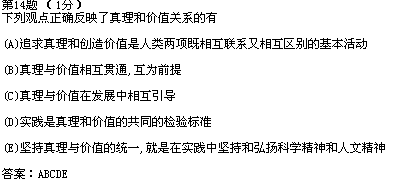 第14题 （1分）
下列观点正确反映了真理和价值关系的有
(A)追求真理和创造价值是人类两项既相互联系又相互区别的基本活动
(B)真理与价值相互贯通,互为前提
(C)真理与价值在发展中相互引导
(D)实践是真理和价值的共同的检验标准
(E)坚持真理与价值的统一,就是在实践中坚持和弘扬科学精神和人文精神
答案：ABCDE